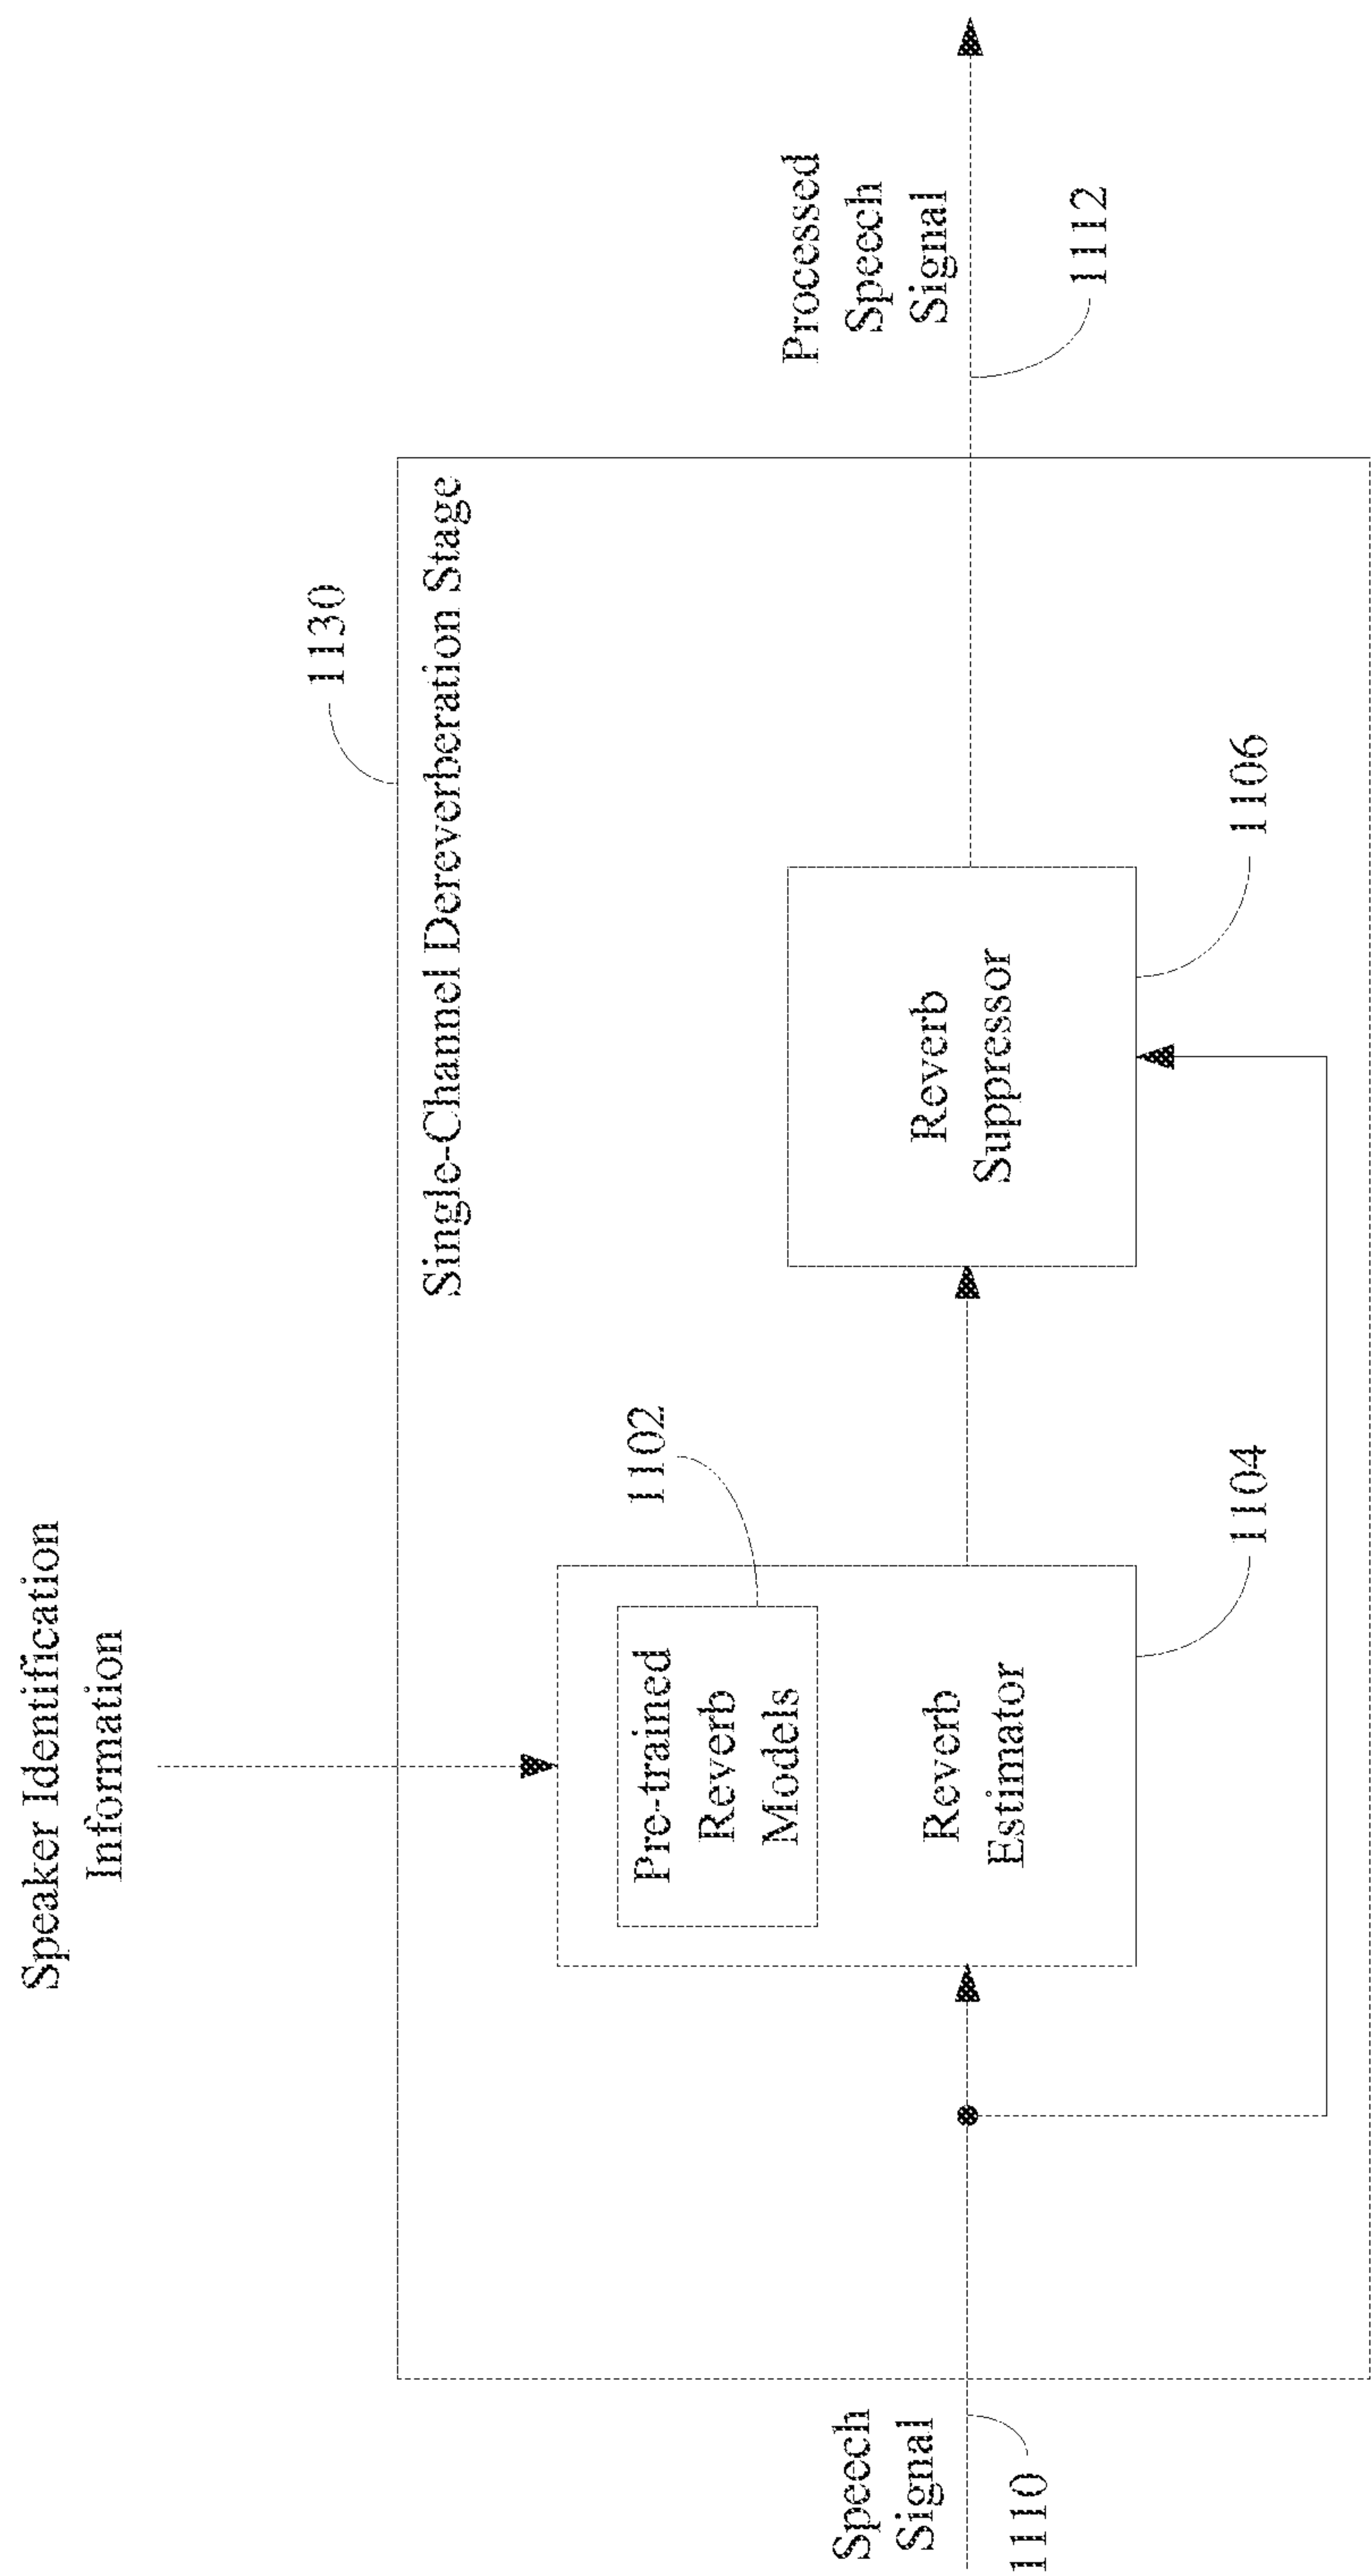 Speaker Identification
Information
1130
Single-Channel Dereverberation Stage
Speech
Signal
1110
Pre-trained
Reverb
Models
1102
Reverb
Estimator
1104
Reverb
Suppressor
1106
Processed
Speech
Signal
1112